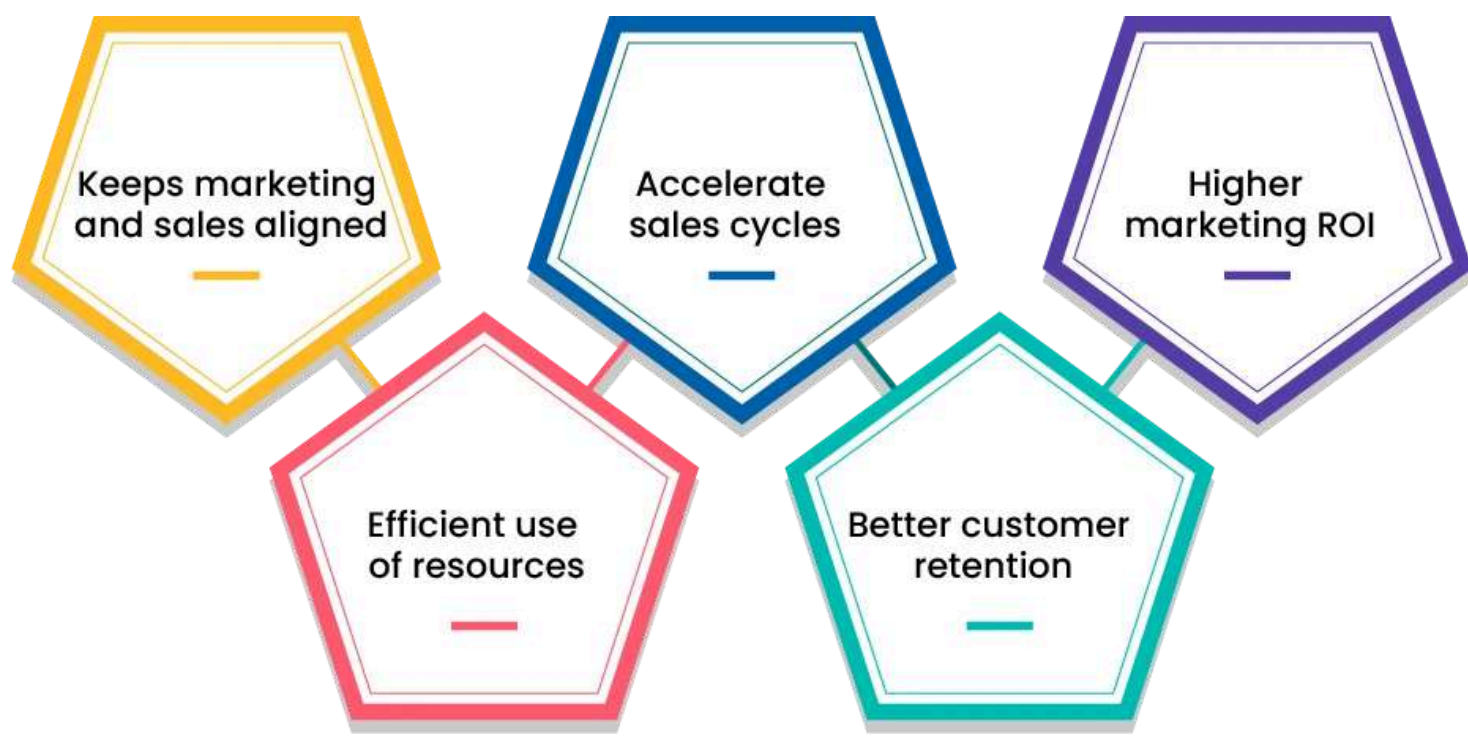 Keeps marketing
and sales aligned
Efficient use
of resources
Accelerate
sales cycles
Better customer
retention
Higher
marketing ROI